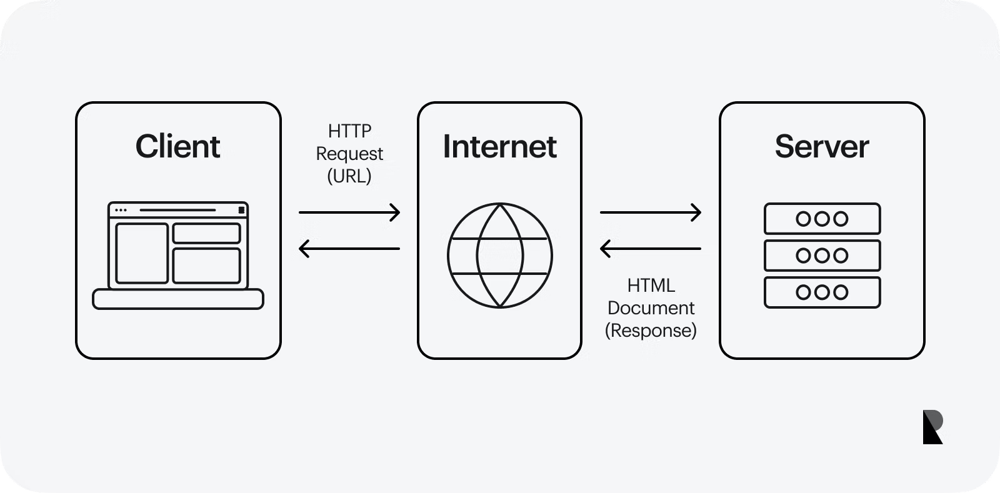 Client
HTTP
Request
(URL)
Internet
HTML
Document
(Response)
Server